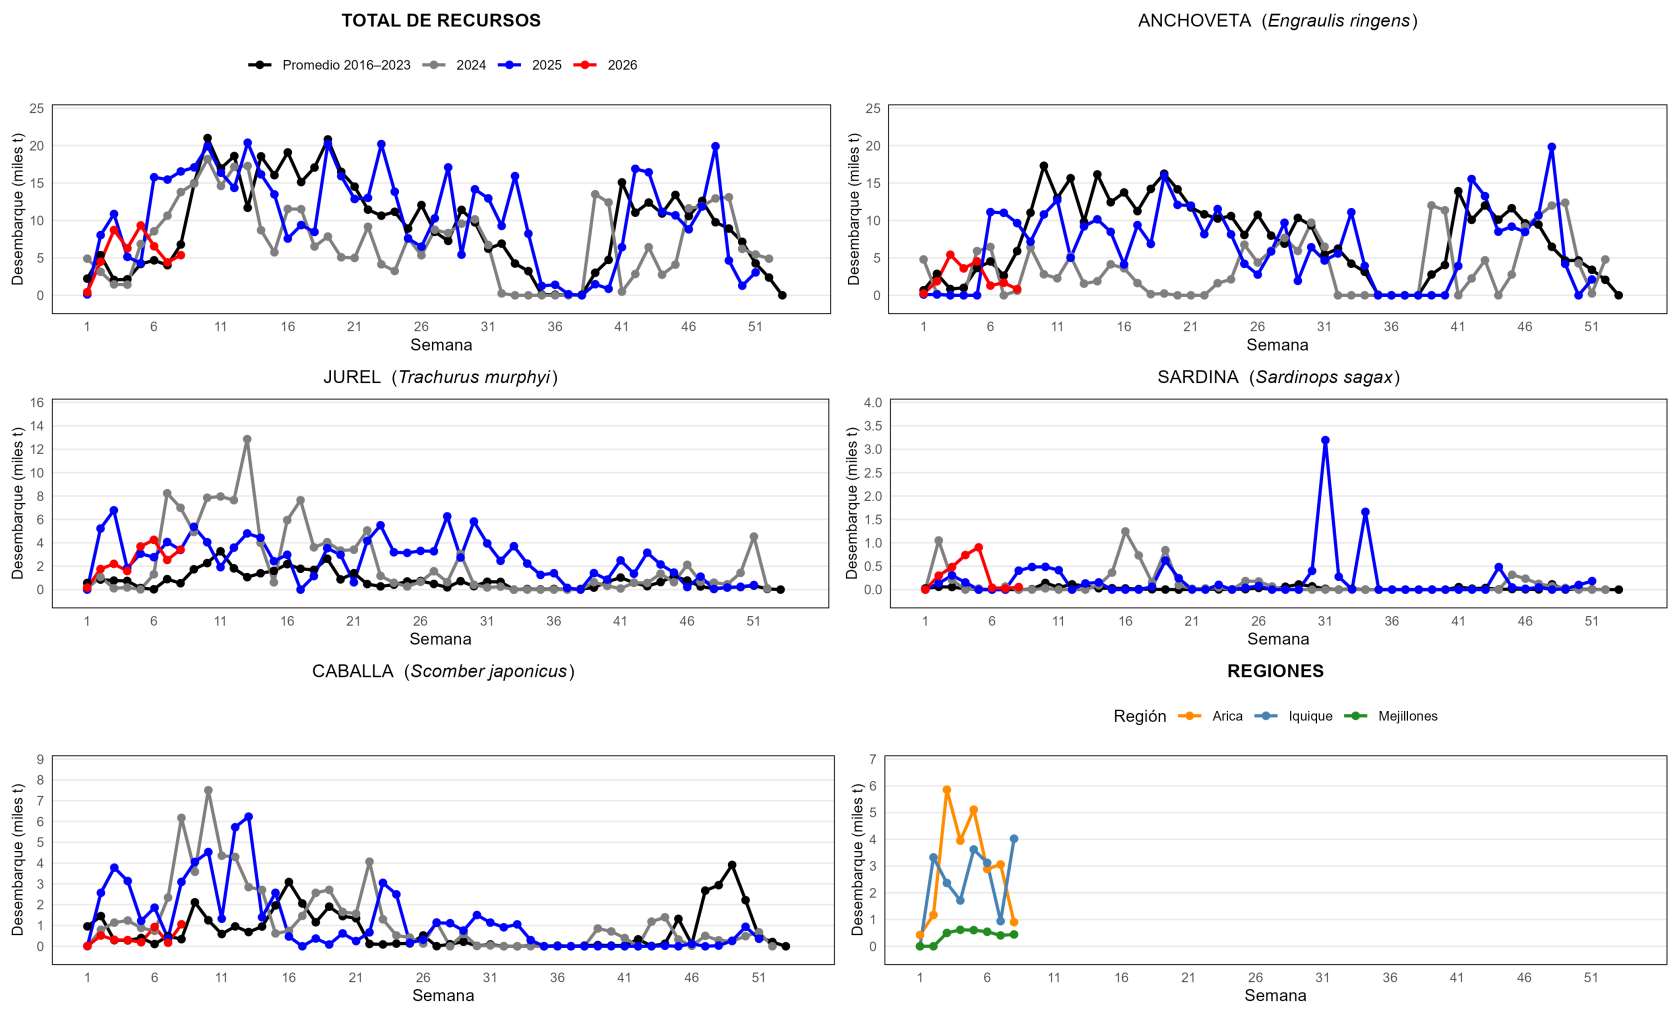 TOTAL DE RECURSOS
Promedio 2016–2023 2024 2025 2026
Desembarque (miles t)
25
20
15
10
5
0
1 6 11 16 21 26 31 36 41 46 51
Semana
ANCHOVETA (Engraulis ringens)
Desembarque (miles t)
25
20
15
10
5
0
1 6 11 16 21 26 31 36 41 46 51
Semana
JUREL (Trachurus murphyi)
Desembarque (miles t)
16
14
12
10
8
6
4
2
0
1 6 11 16 21 26 31 36 41 46 51
Semana
SARDINA (Sardinops sagax)
Desembarque (miles t)
4.0
3.5
3.0
2.5
2.0
1.5
1.0
0.5
0.0
1 6 11 16 21 26 31 36 41 46 51
Semana
CABALLA (Scomber japonicus)
Desembarque (miles t)
9
8
7
6
5
4
3
2
1
0
1 6 11 16 21 26 31 36 41 46 51
Semana
REGIONES
Región Arica Iquique Mejillones
Desembarque (miles t)
7
6
5
4
3
2
1
0
1 6 11 16 21 26 31 36 41 46 51
Semana